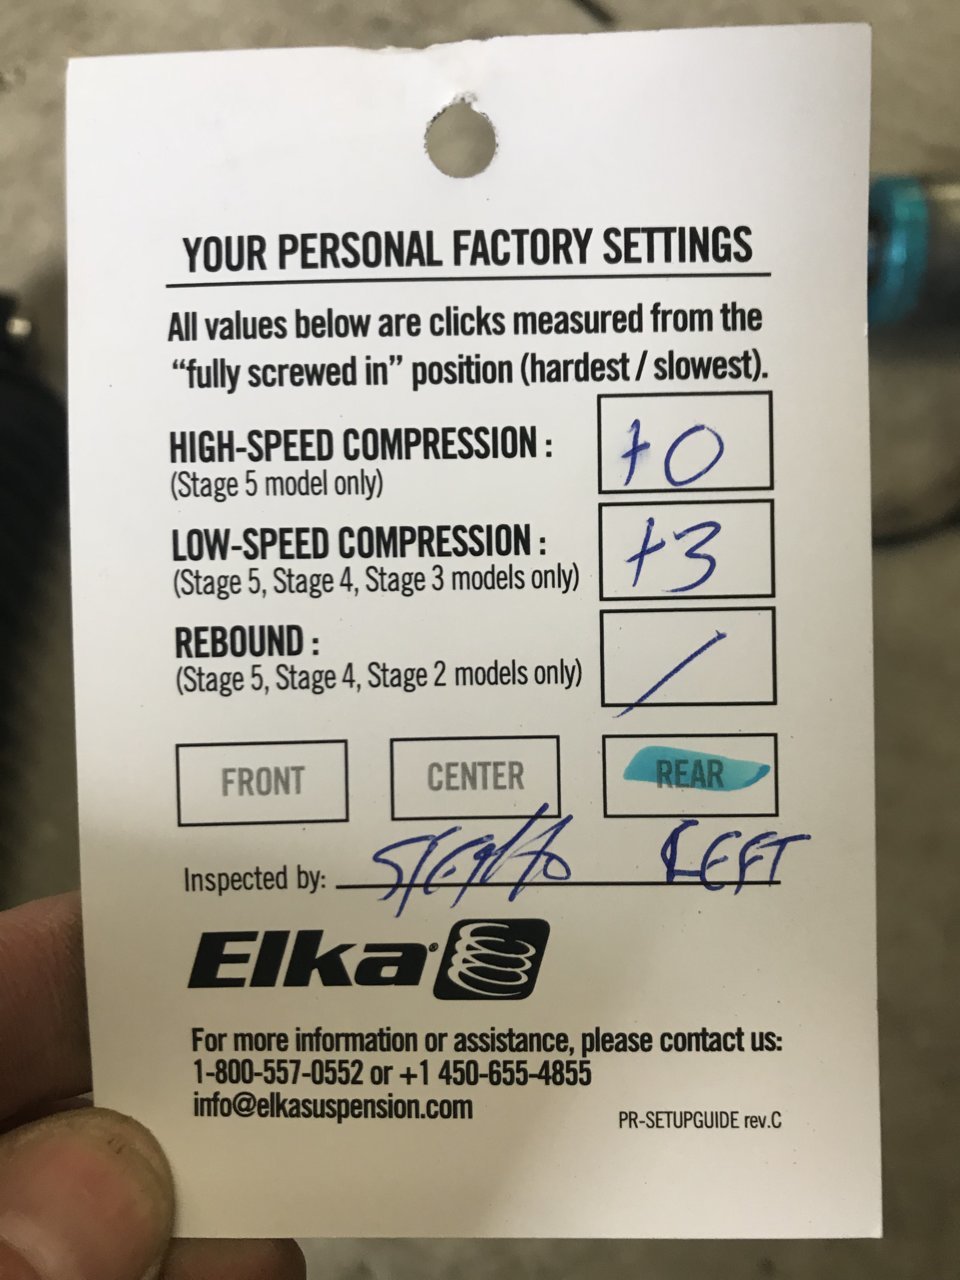 YOUR PERSONAL FACTORY SETTINGS
All values below are clicks measured from the
“fully screwed in” position (hardest / slowest).
HIGH-SPEED COMPRESSION : +0
(Stage 5 model only)
LOW-SPEED COMPRESSION : +3
(Stage 5, Stage 4, Stage 3 models only)
REBOUND : /
(Stage 5, Stage 4, Stage 2 models only)
FRONT CENTER REAR
Inspected by: LEFT
Elka®
For more information or assistance, please contact us:
1-800-557-0552 or +1 450-655-4855
info@elkasuspension.com
PR-SETUPGUIDE rev.C